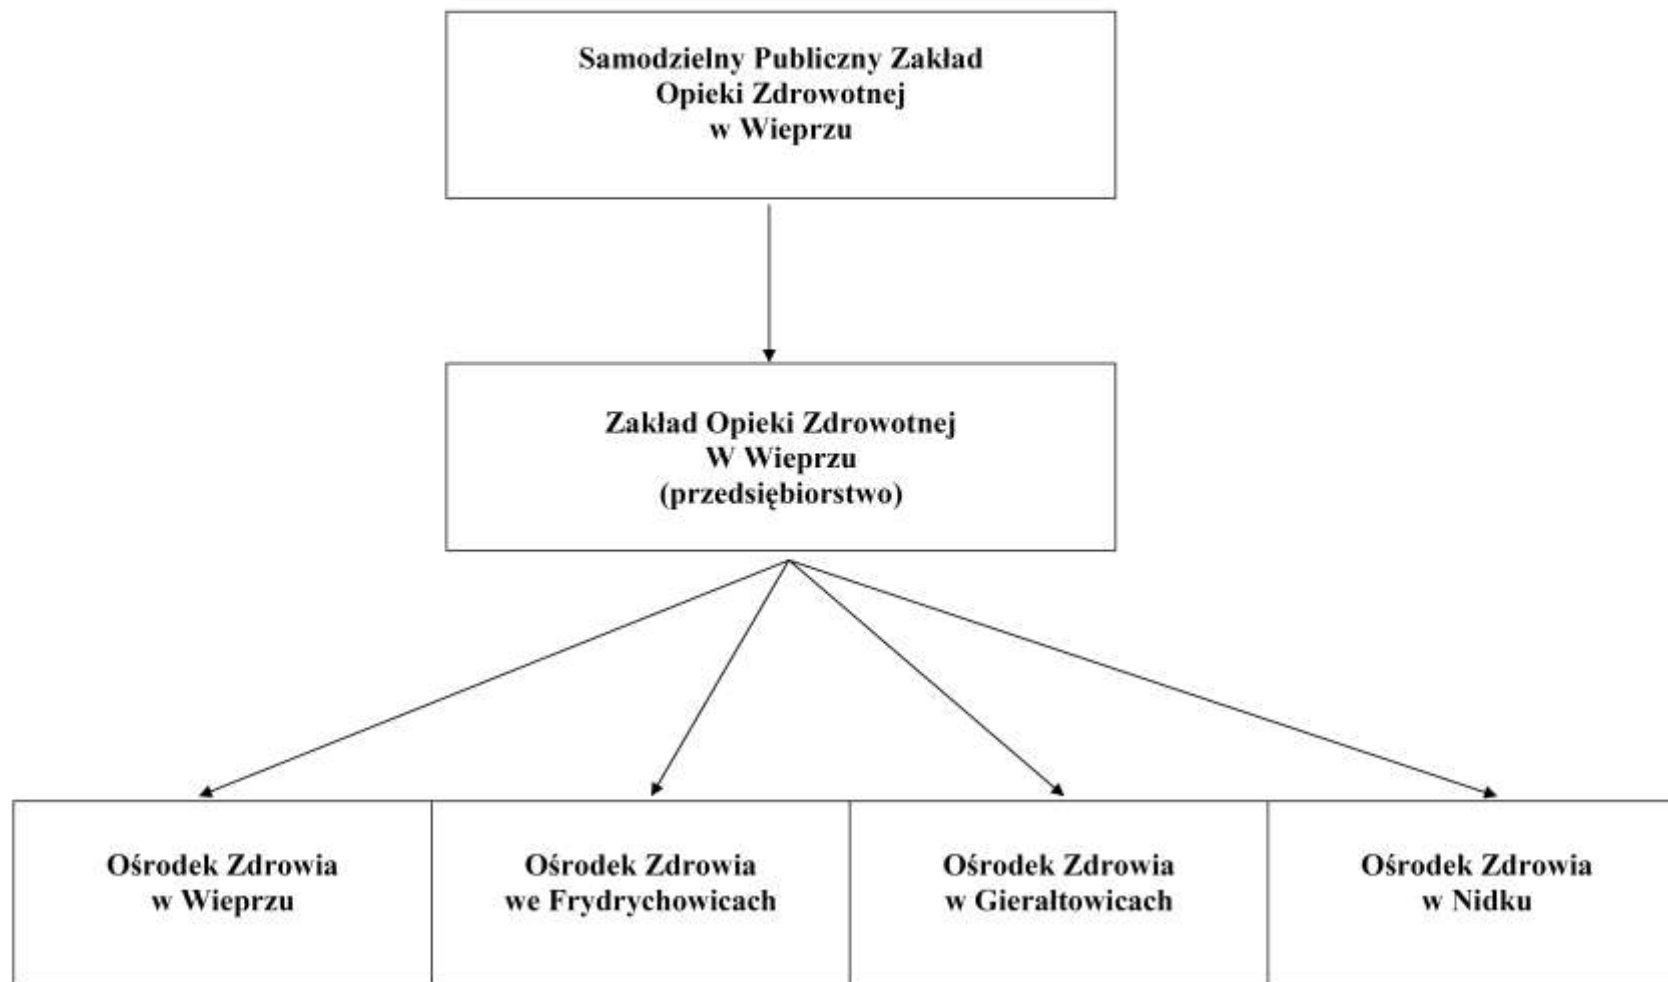 Samodzielny Publiczny Zakład
Opieki Zdrowotnej
w Wieprzu
Zakład Opieki Zdrowotnej
W Wieprzu
(przedsiębiorstwo)
Ośrodek Zdrowia
w Wieprzu
Ośrodek Zdrowia
we Frydrychowicach
Ośrodek Zdrowia
w Gierałtowicach
Ośrodek Zdrowia
w Nidku